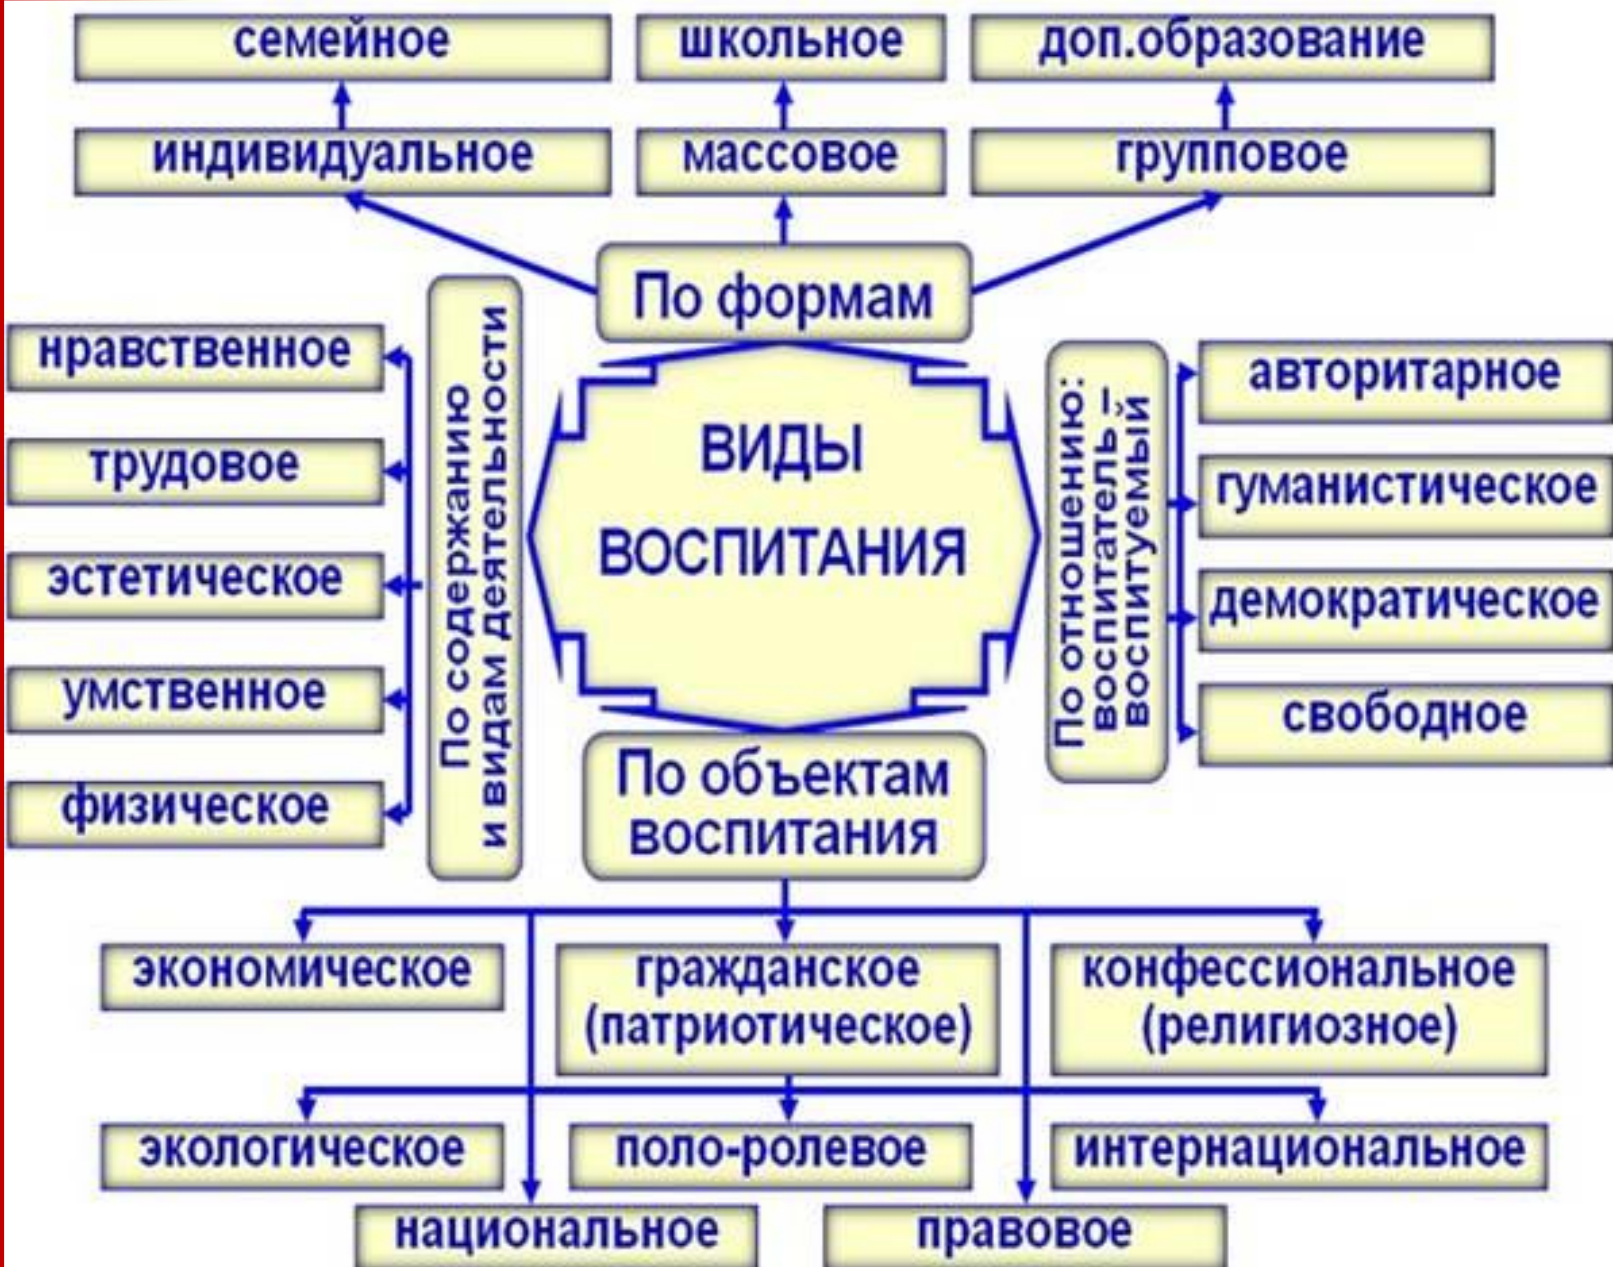 семейное
школьное
доп.образование
индивидуальное
массовое
групповое
По формам
По содержанию
и видам деятельности
нравственное
трудовое
эстетическое
умственное
физическое
ВИДЫ
ВОСПИТАНИЯ
По отношению:
воспитатель –
воспитуемый
авторитарное
гуманистическое
демократическое
свободное
По объектам
воспитания
экономическое
гражданское
(патриотическое)
конфессиональное
(религиозное)
экологическое
поло-ролевое
интернациональное
национальное
правовое